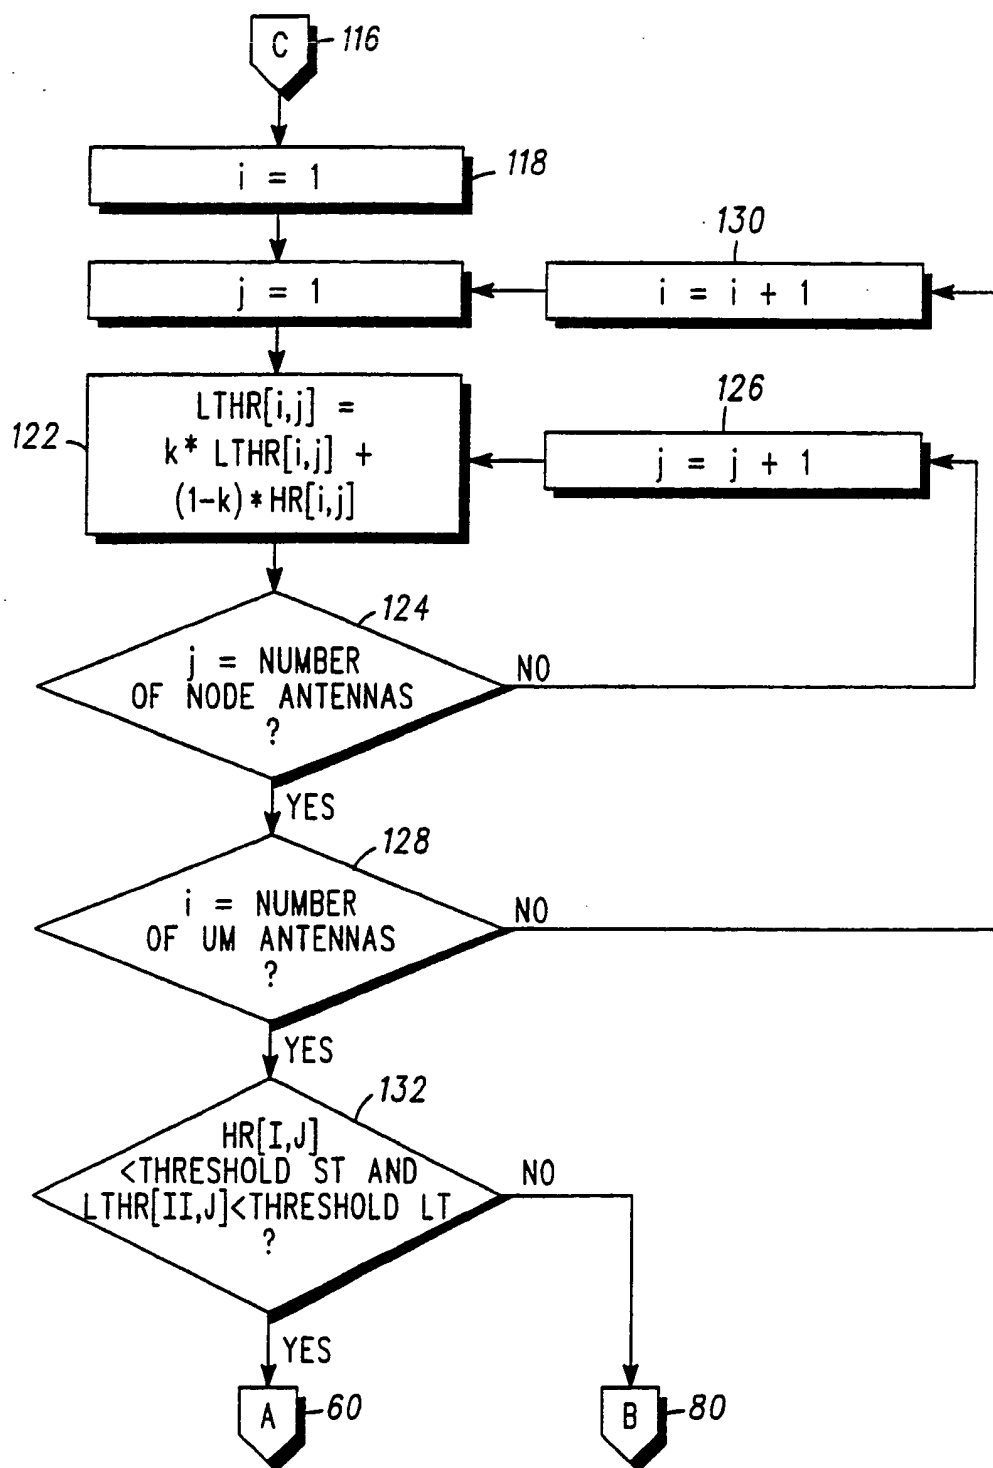 C
116
i = 1
118
130
j = 1
i = i + 1
126
122
LTHR[i,j] =
k* LTHR[i,j] +
(1-k)*HR[i,j]
j = j + 1
124
j = NUMBER
OF NODE ANTENNAS
?
NO
YES
128
i = NUMBER
OF UM ANTENNAS
?
NO
YES
132
HR[I,J]
<THRESHOLD ST AND
LTHR[II,J]<THRESHOLD LT
?
NO
YES
A
60
B
80